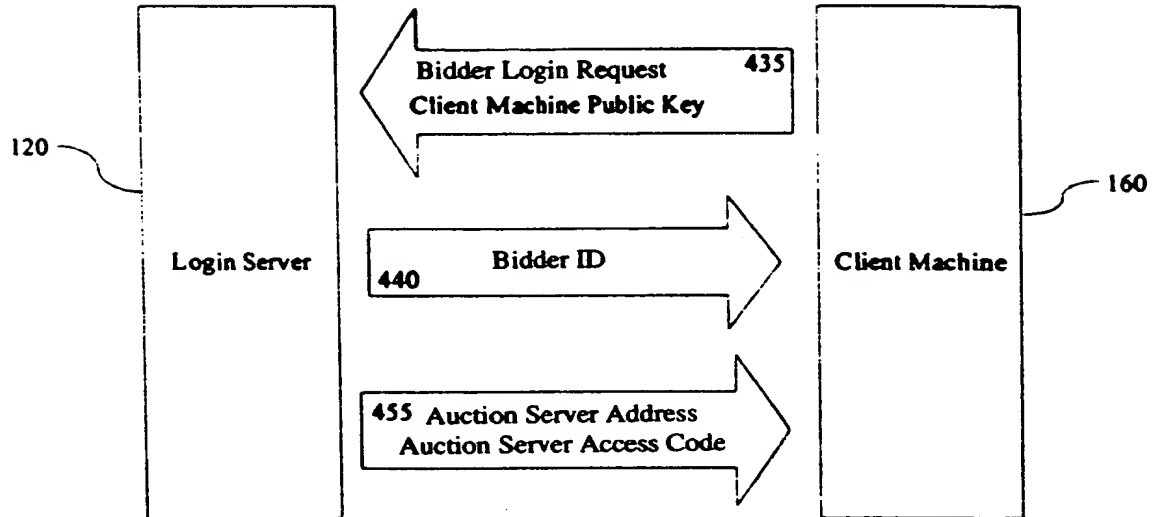 Bidder Login Request 435
Client Machine Public Key
120
160
Login Server
440 Bidder ID
Client Machine
455 Auction Server Address
Auction Server Access Code